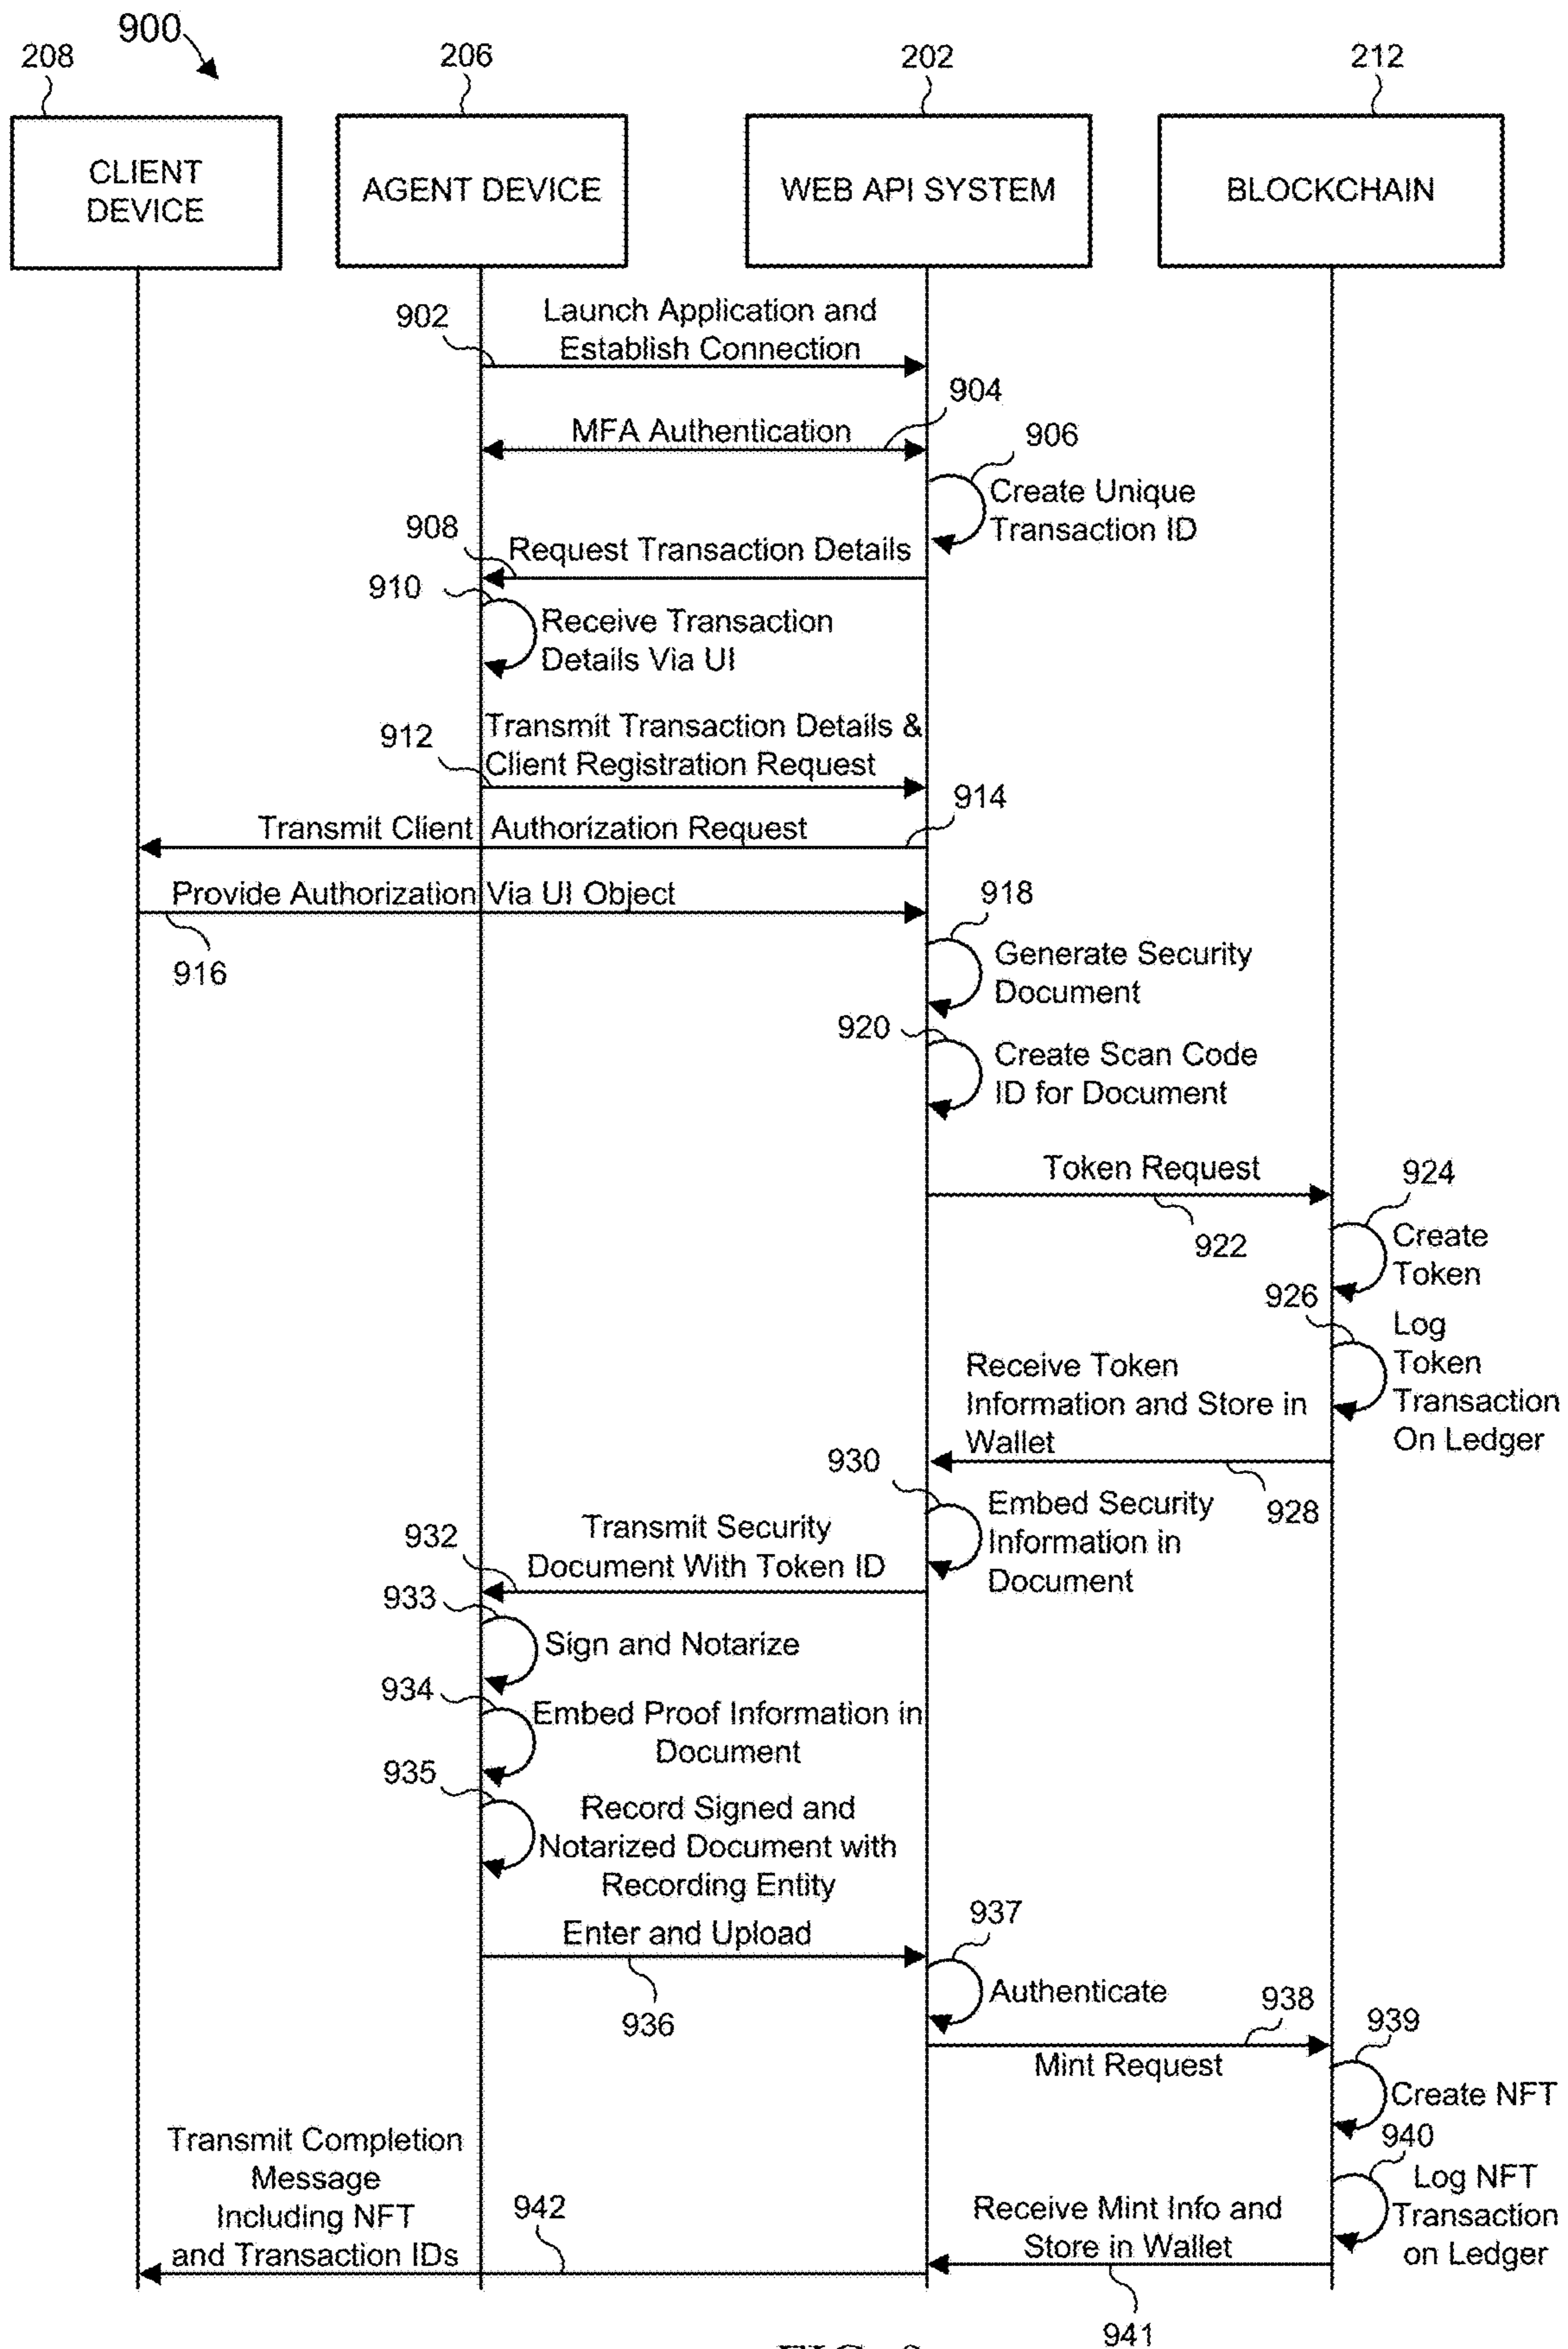 900
208
206
202
212
CLIENT
DEVICE
AGENT DEVICE
WEB API SYSTEM
BLOCKCHAIN
902
Launch Application and
Establish Connection
904
MFA Authentication
906
Create Unique
Transaction ID
908
Request Transaction Details
910
Receive Transaction
Details Via UI
912
Transmit Transaction Details &
Client Registration Request
914
Transmit Client Authorization Request
Provide Authorization Via UI Object
916
918
Generate Security
Document
920
Create Scan Code
ID for Document
Token Request
922
924
Create
Token
926
Log
Token
Transaction
On Ledger
Receive Token
Information and Store in
Wallet
928
930
Embed Security
Information in
Document
932
Transmit Security
Document With Token ID
933
Sign and Notarize
934
Embed Proof Information in
Document
935
Record Signed and
Notarized Document with
Recording Entity
Enter and Upload
936
937
Authenticate
938
Mint Request
939
Create NFT
940
Log NFT
Transaction
on Ledger
Receive Mint Info and
Store in Wallet
941
Transmit Completion
Message
Including NFT
and Transaction IDs
942